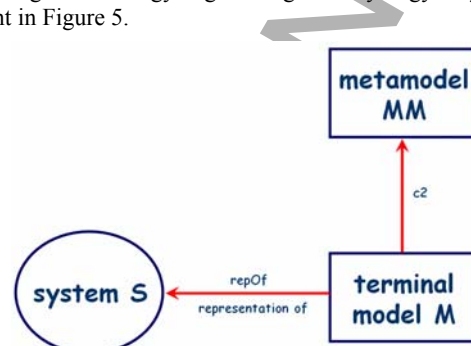 nt in Figure 5.
metamodel
MM
c2
system S
repOf
representation of
terminal
model M